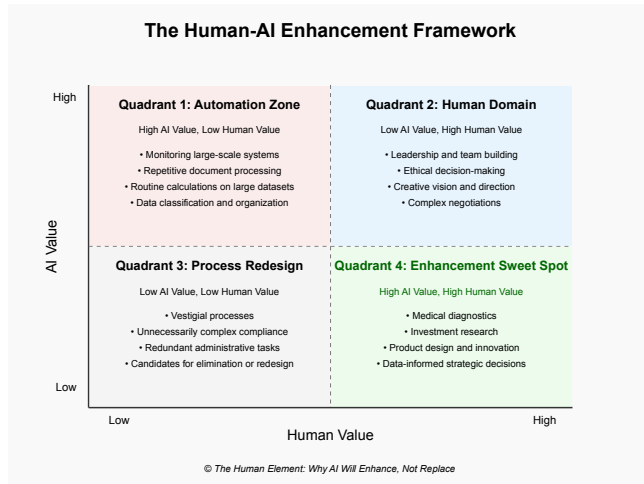 The Human-AI Enhancement Framework
High
Quadrant 1: Automation Zone
High AI Value, Low Human Value
• Monitoring large-scale systems
• Repetitive document processing
• Routine calculations on large datasets
• Data classification and organization
Quadrant 2: Human Domain
Low AI Value, High Human Value
• Leadership and team building
• Ethical decision-making
• Creative vision and direction
• Complex negotiations
AI Value
Quadrant 3: Process Redesign
Low AI Value, Low Human Value
• Vestigial processes
• Unnecessarily complex compliance
• Redundant administrative tasks
• Candidates for elimination or redesign
Quadrant 4: Enhancement Sweet Spot
High AI Value, High Human Value
• Medical diagnostics
• Investment research
• Product design and innovation
• Data-informed strategic decisions
Low
Low
High
Human Value
© The Human Element: Why AI Will Enhance, Not Replace